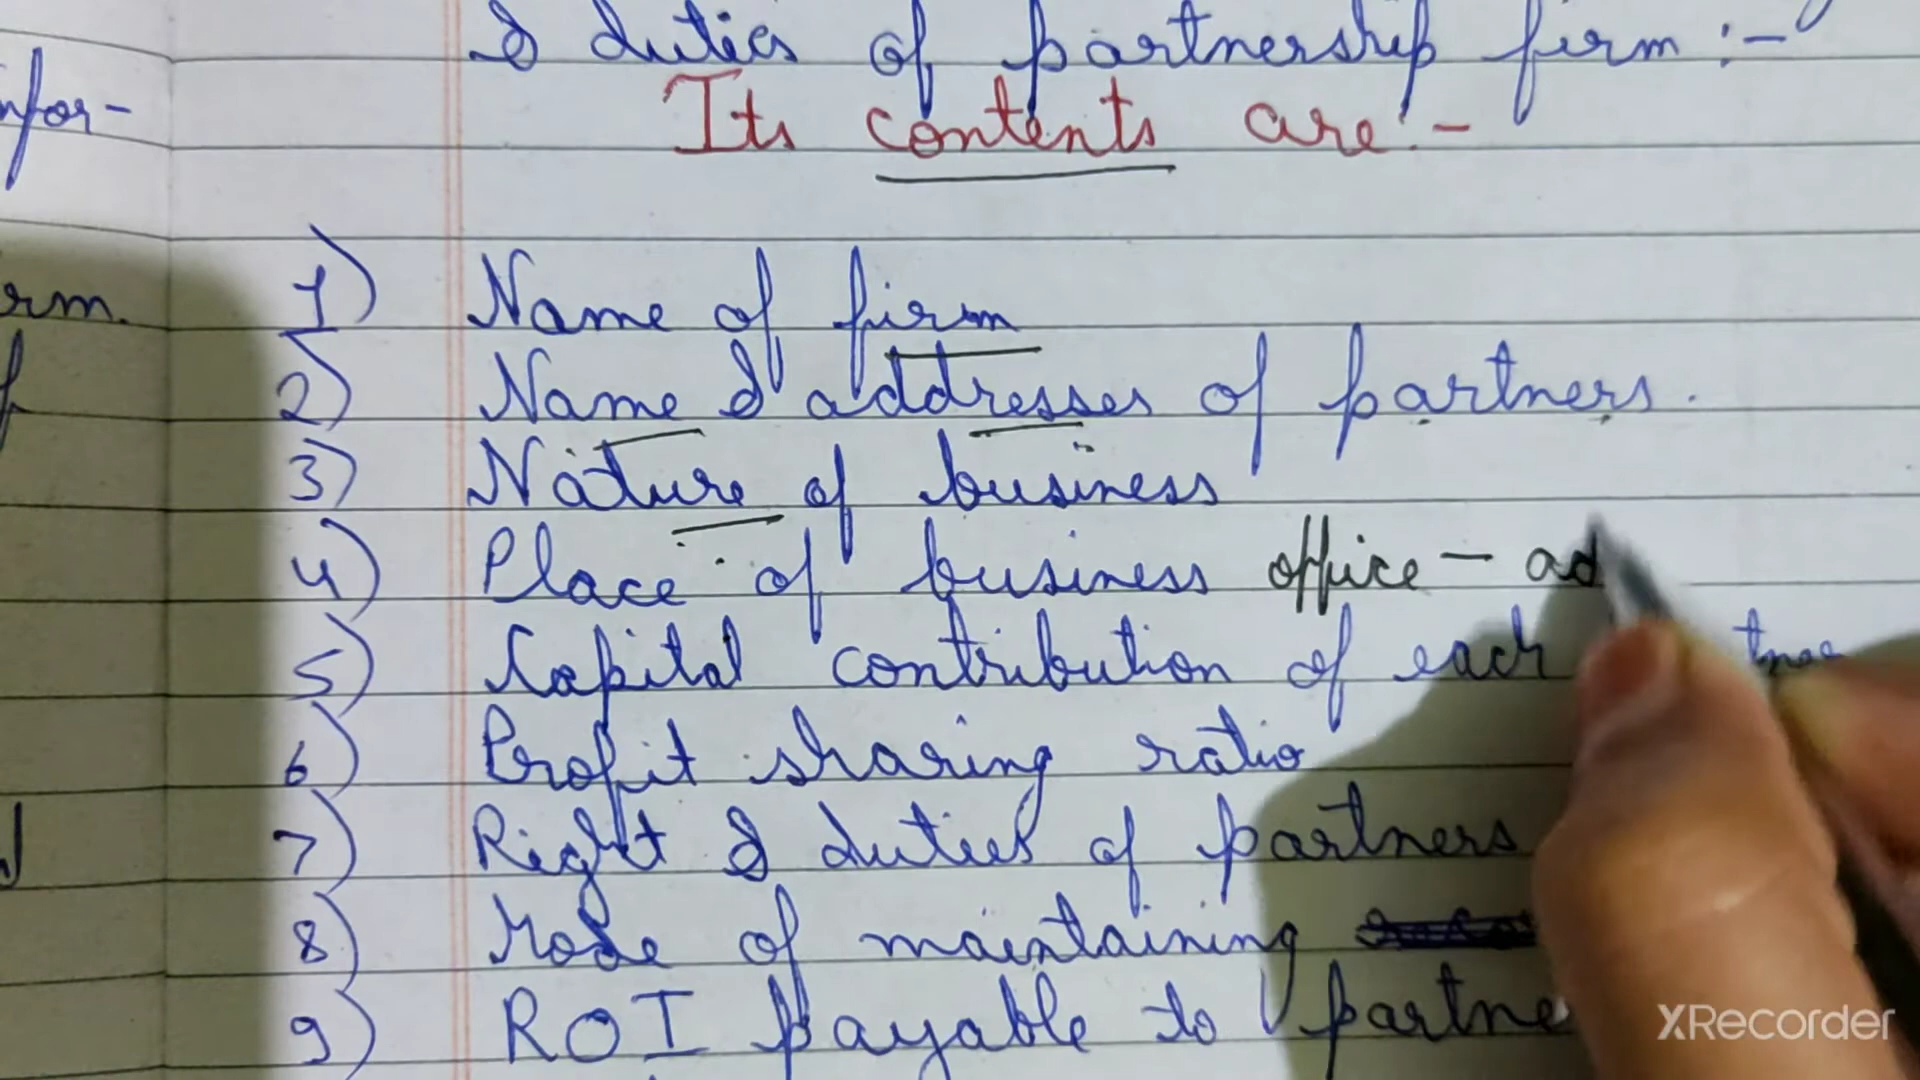 & duties of partnership firm :-
nfor-
Its contents are :-
1) Name of firm
rm.
2) Name & addresses of partners.
3) Nature of business
4) Place of business office - ad
5) Capital contribution of each
6) Profit sharing ratio
7) Right & duties of partners
8) Mode of maintaining
9) ROI payable to partne
XRecorder